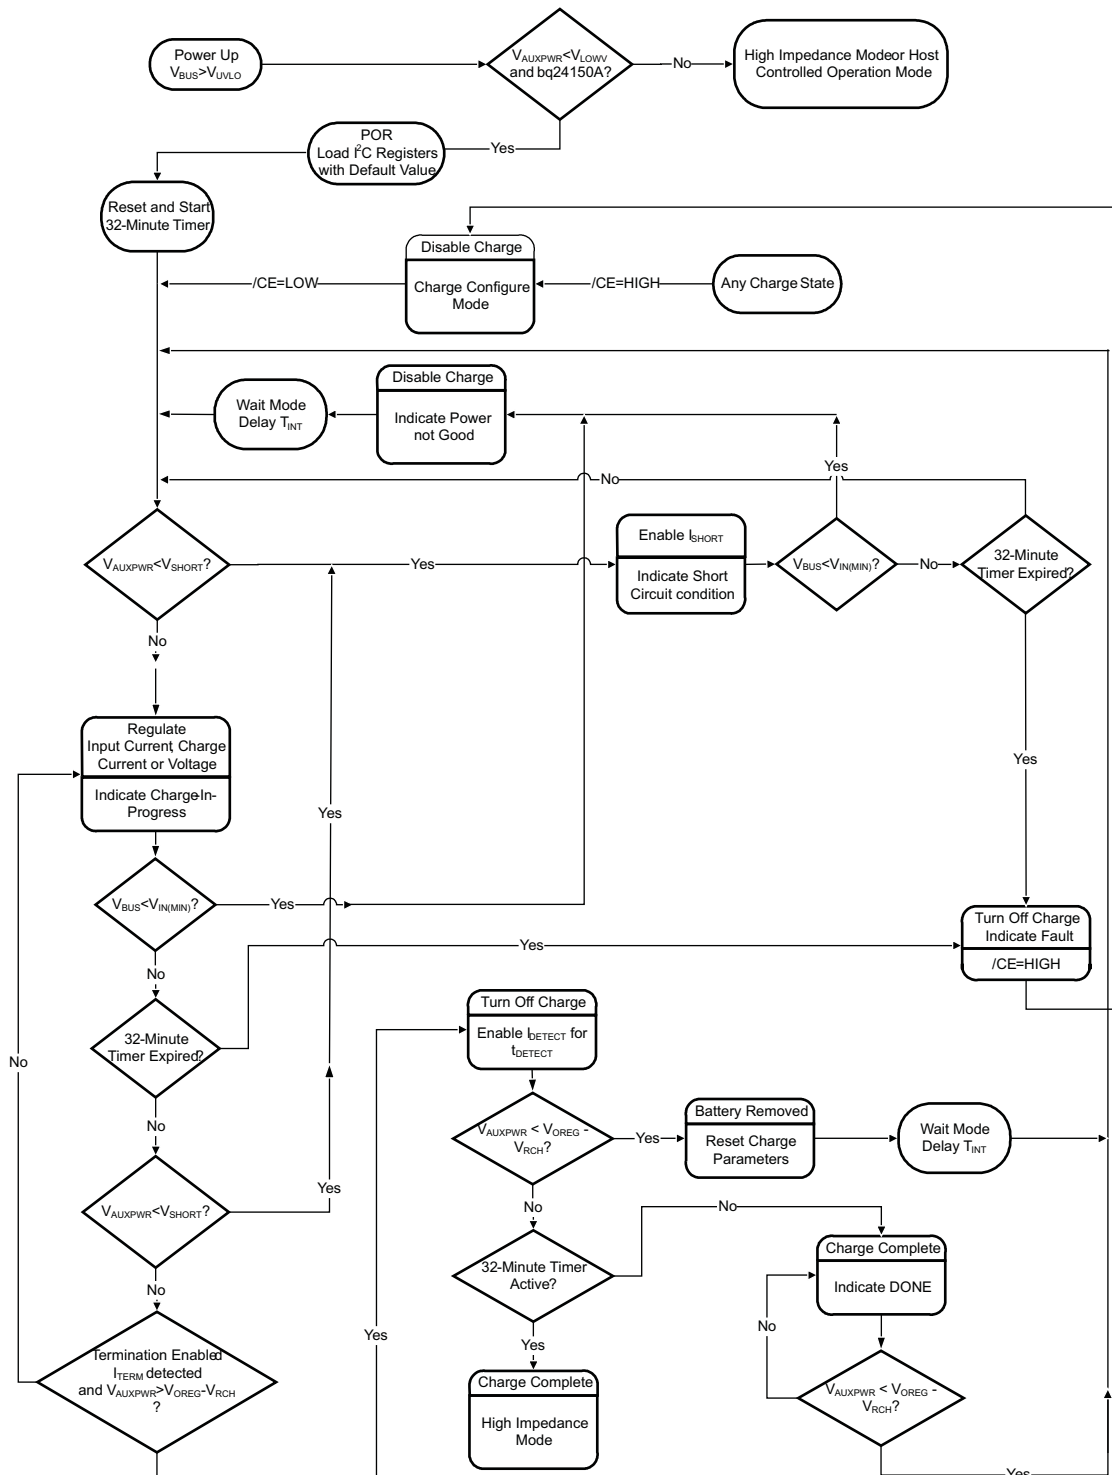 Power Up
VBUS>VUVLO
VAUXPWR<VLOWV
and bq24150A?
No
High Impedance Modeor Host
Controlled Operation Mode
Yes
POR
Load I2C Registers
with Default Value
Reset and Start
32-Minute Timer
Disable Charge
Charge Configure
Mode
/CE=LOW
/CE=HIGH
Any Charge State
Disable Charge
Indicate Power
not Good
Wait Mode
Delay TINT
Yes
No
VAUXPWR<VSHORT?
Yes
Enable ISHORT
Indicate Short
Circuit condition
VBUS<VIN(MIN)?
No
32-Minute
Timer Expired?
No
Regulate
Input Current, Charge
Current or Voltage
Indicate Charge-In-
Progress
Yes
Yes
VBUS<VIN(MIN)?
Yes
Turn Off Charge
Indicate Fault
/CE=HIGH
Yes
No
32-Minute
Timer Expired?
No
Turn Off Charge
Enable IDETECT for
tDETECT
No
VAUXPWR < VOREG -
VRCH?
Yes
Battery Removed
Reset Charge
Parameters
Wait Mode
Delay TINT
VAUXPWR<VSHORT?
Yes
No
No
32-Minute Timer
Active?
Charge Complete
Indicate DONE
No
No
Yes
Yes
Termination Enabled
ITERM detected
and VAUXPWR>VOREG-VRCH
?
Charge Complete
High Impedance
Mode
VAUXPWR < VOREG -
VRCH?
Yes